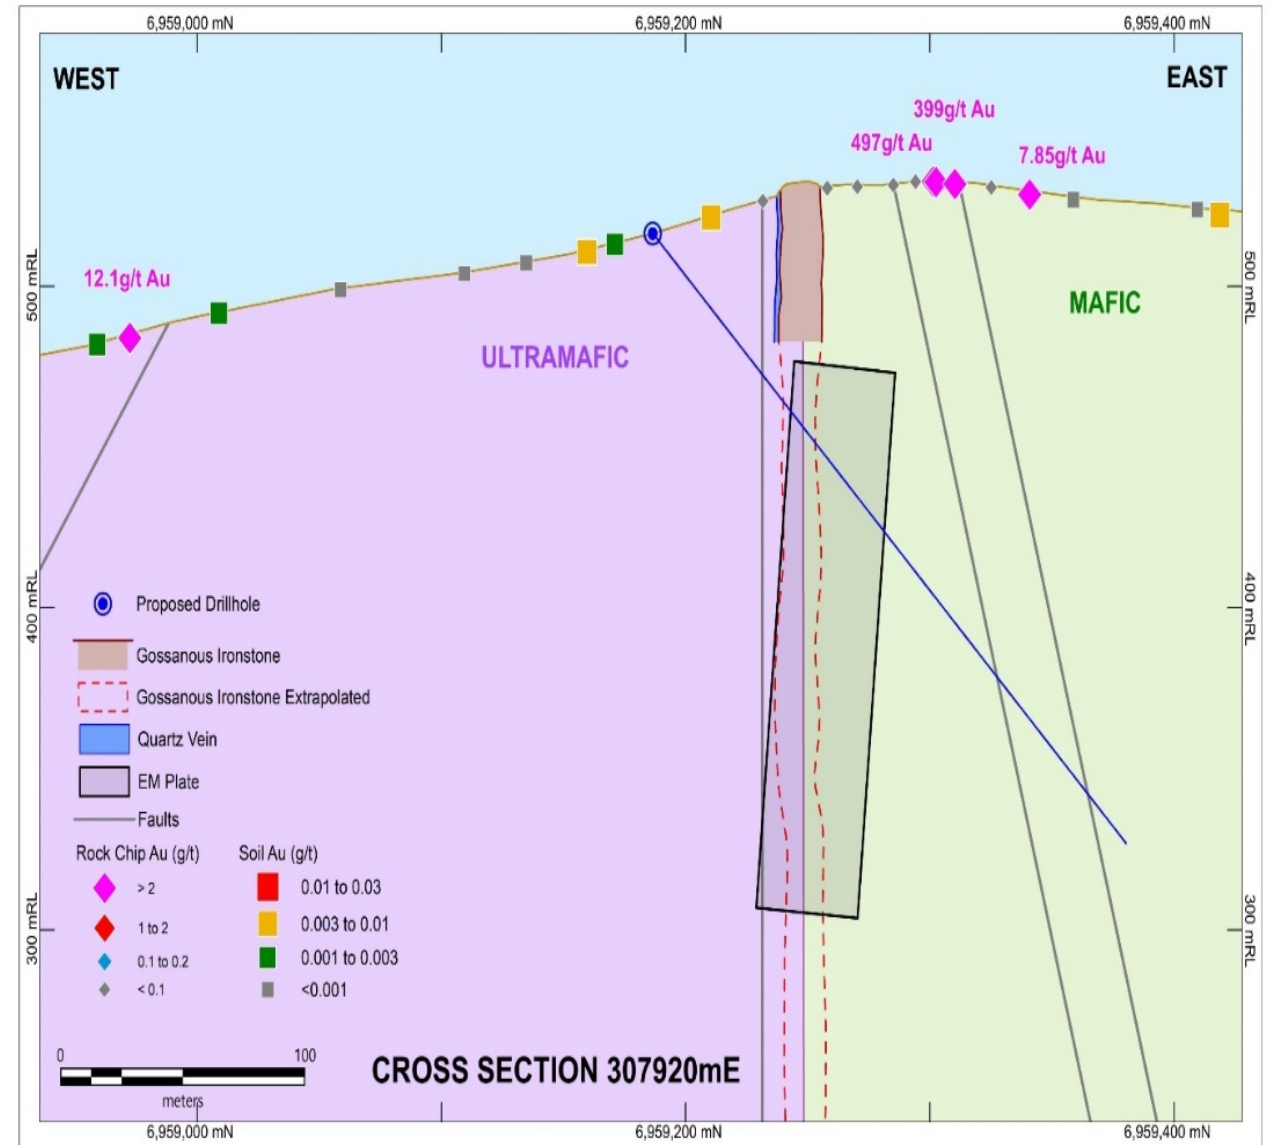 6,959,000 mN
6,959,200 mN
6,959,400 mN
WEST
EAST
399g/t Au
497g/t Au
7.85g/t Au
12.1g/t Au
500 mRL
500 mRL
MAFIC
ULTRAMAFIC
400 mRL
400 mRL
Proposed Drillhole
Gossanous Ironstone
Gossanous Ironstone Extrapolated
Quartz Vein
EM Plate
Faults
Rock Chip Au (g/t)
> 2
1 to 2
0.1 to 0.2
< 0.1
Soil Au (g/t)
0.01 to 0.03
0.003 to 0.01
0.001 to 0.003
<0.001
300 mRL
300 mRL
0 100
meters
CROSS SECTION 307920mE
6,959,000 mN
6,959,200 mN
6,959,400 mN